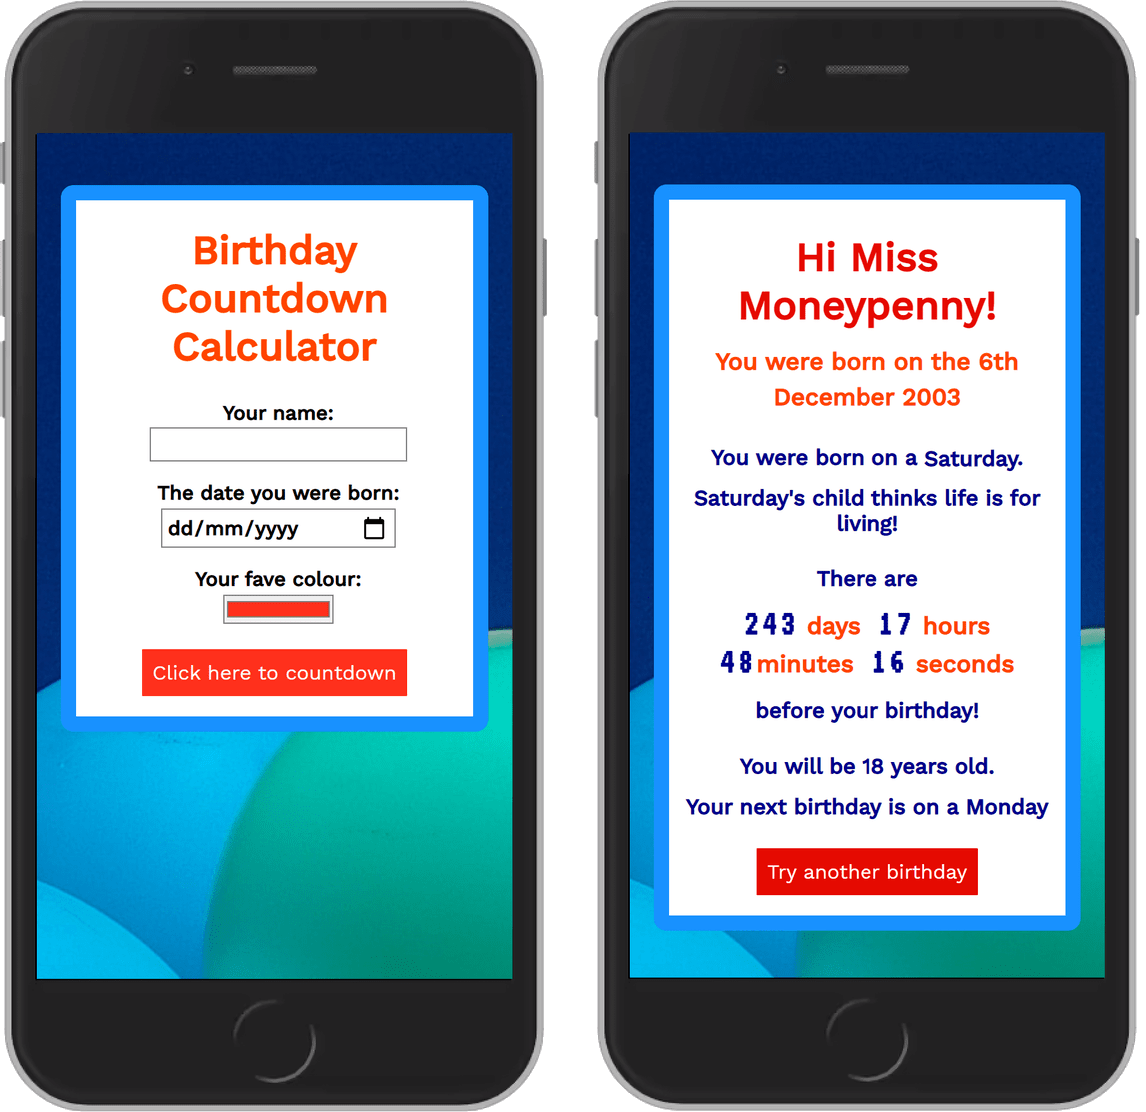 Birthday
Countdown
Calculator
Your name:
The date you were born:
dd/mm/yyyy
Your fave colour:
Click here to countdown
Hi Miss
Moneypenny!
You were born on the 6th
December 2003
You were born on a Saturday.
Saturday's child thinks life is for
living!
There are
243 days 17 hours
48 minutes 16 seconds
before your birthday!
You will be 18 years old.
Your next birthday is on a Monday
Try another birthday